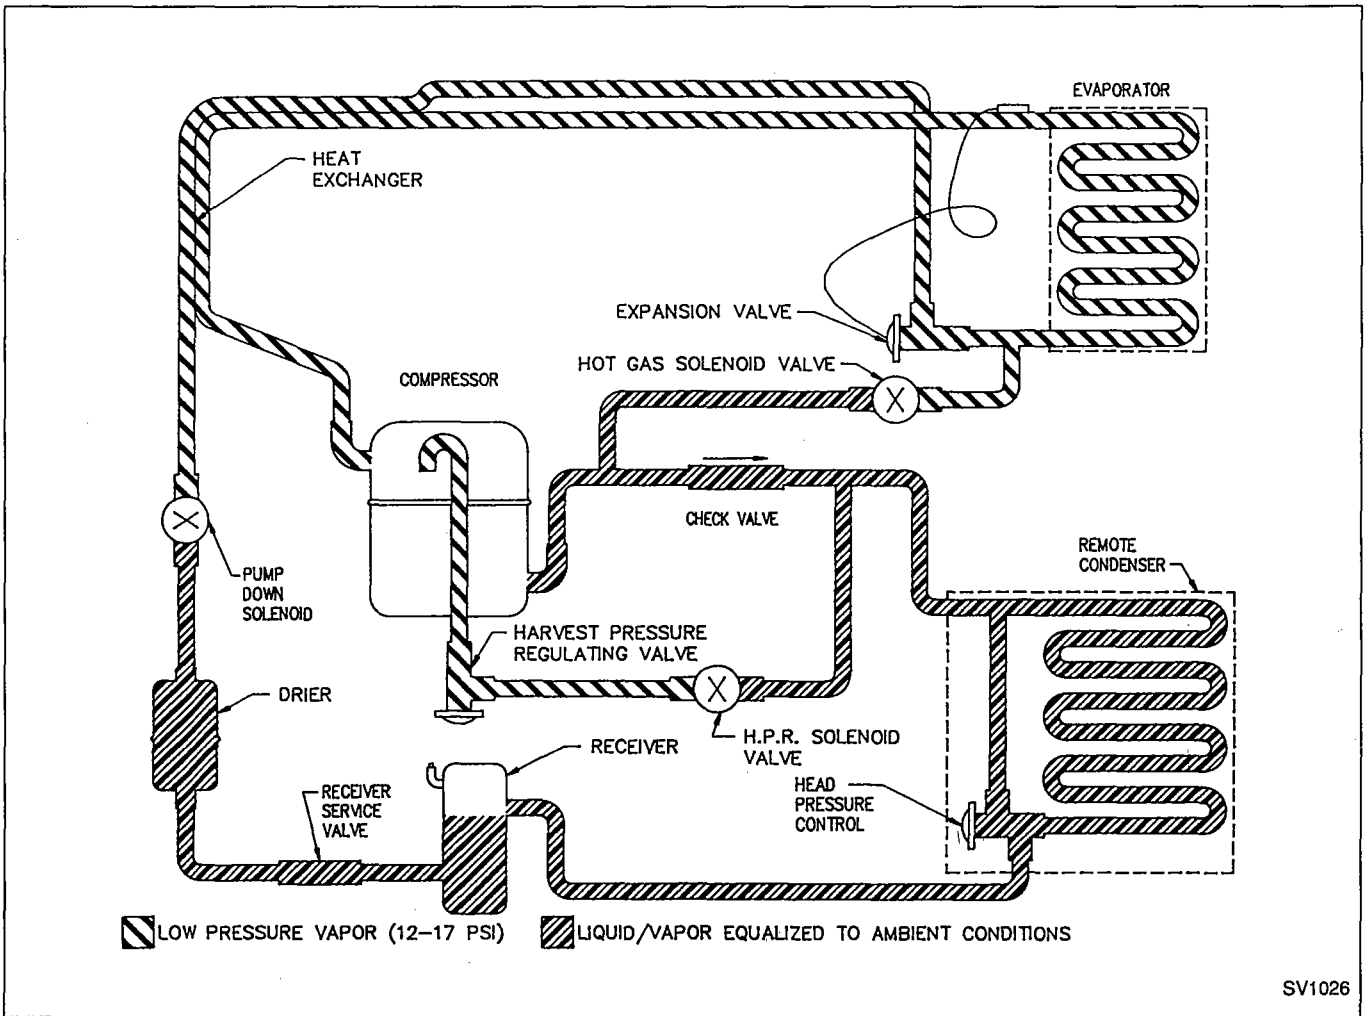 EVAPORATOR
HEAT
EXCHANGER
EXPANSION VALVE
HOT GAS SOLENOID VALVE
COMPRESSOR
CHECK VALVE
REMOTE
CONDENSER
PUMP
DOWN
SOLENOID
HARVEST PRESSURE
REGULATING VALVE
DRIER
H.P.R. SOLENOID
VALVE
RECEIVER
RECEIVER
SERVICE
VALVE
HEAD
PRESSURE
CONTROL
LOW PRESSURE VAPOR (12-17 PSI)
LIQUID/VAPOR EQUALIZED TO AMBIENT CONDITIONS
SV1026